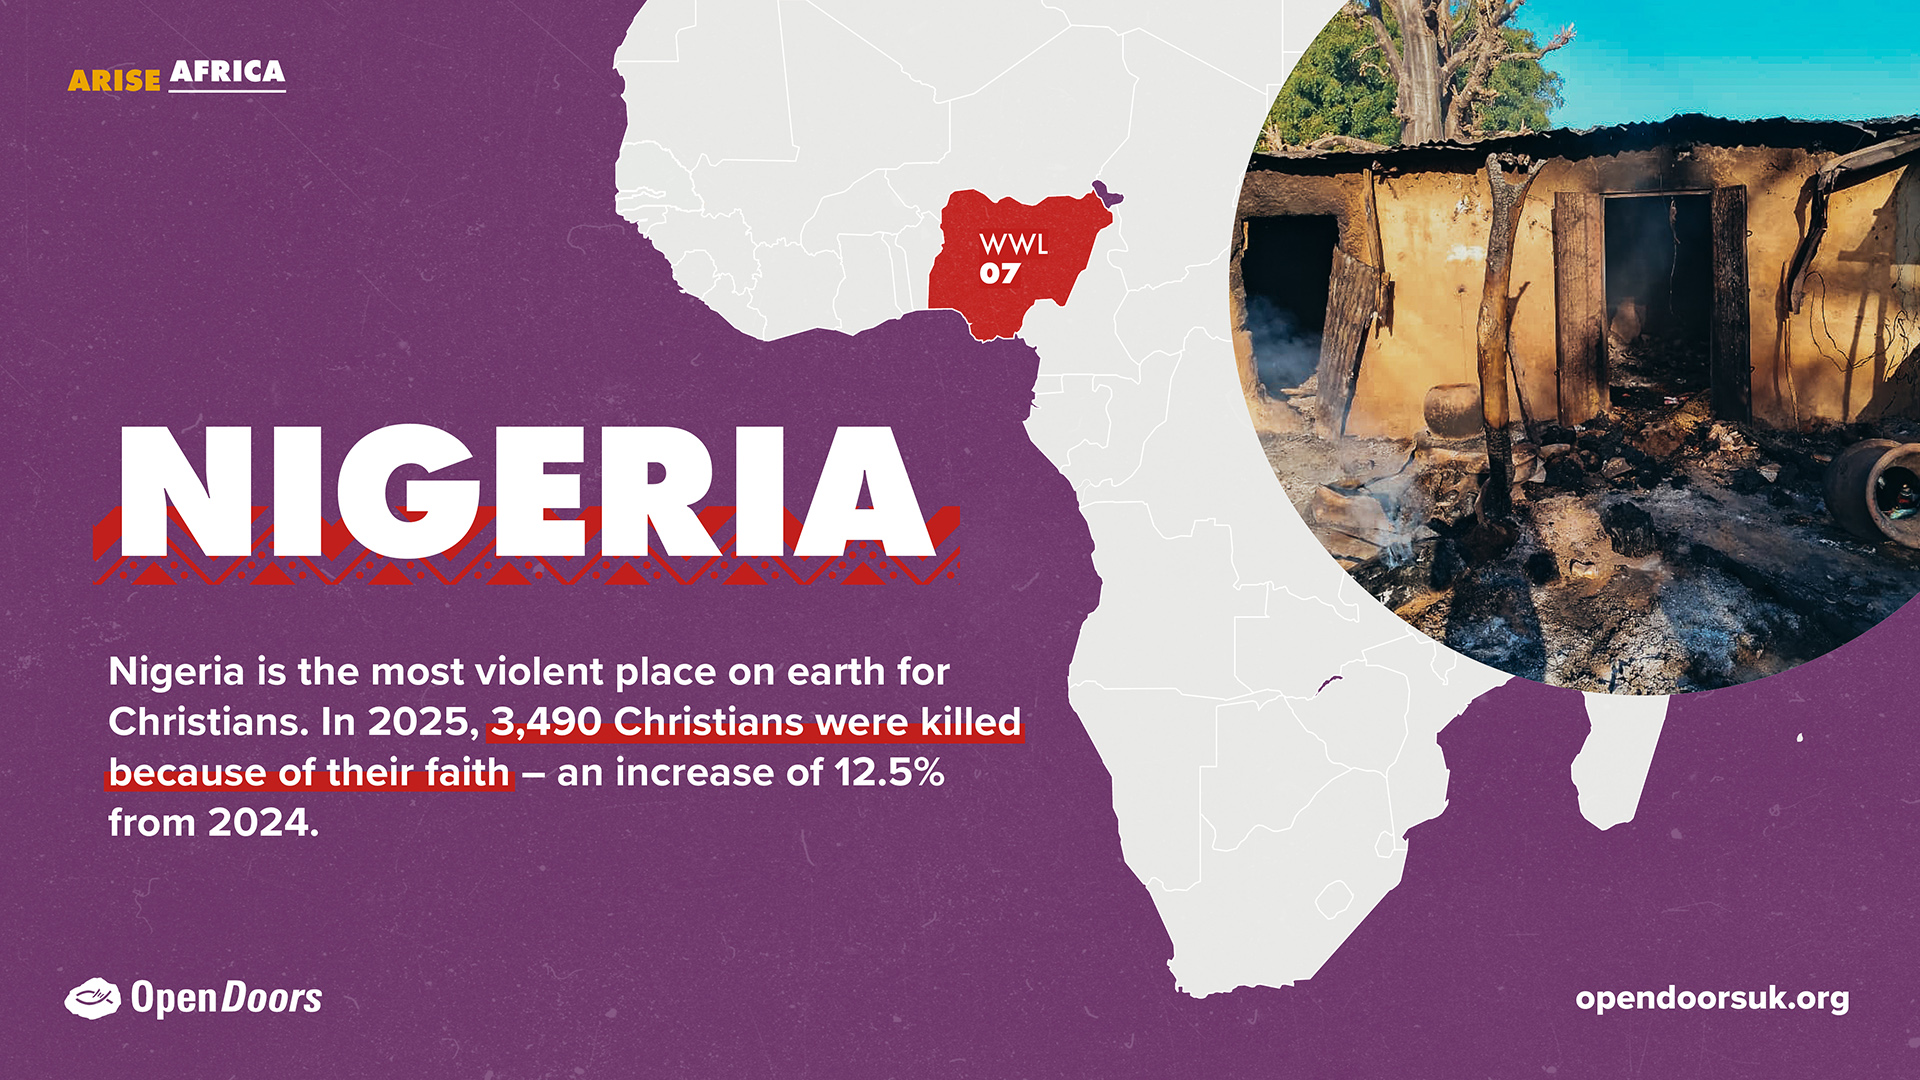 ARISE AFRICA
WWL
07
NIGERIA
Nigeria is the most violent place on earth for
Christians. In 2025, 3,490 Christians were killed
because of their faith – an increase of 12.5%
from 2024.
OpenDoors
opendoorsuk.org